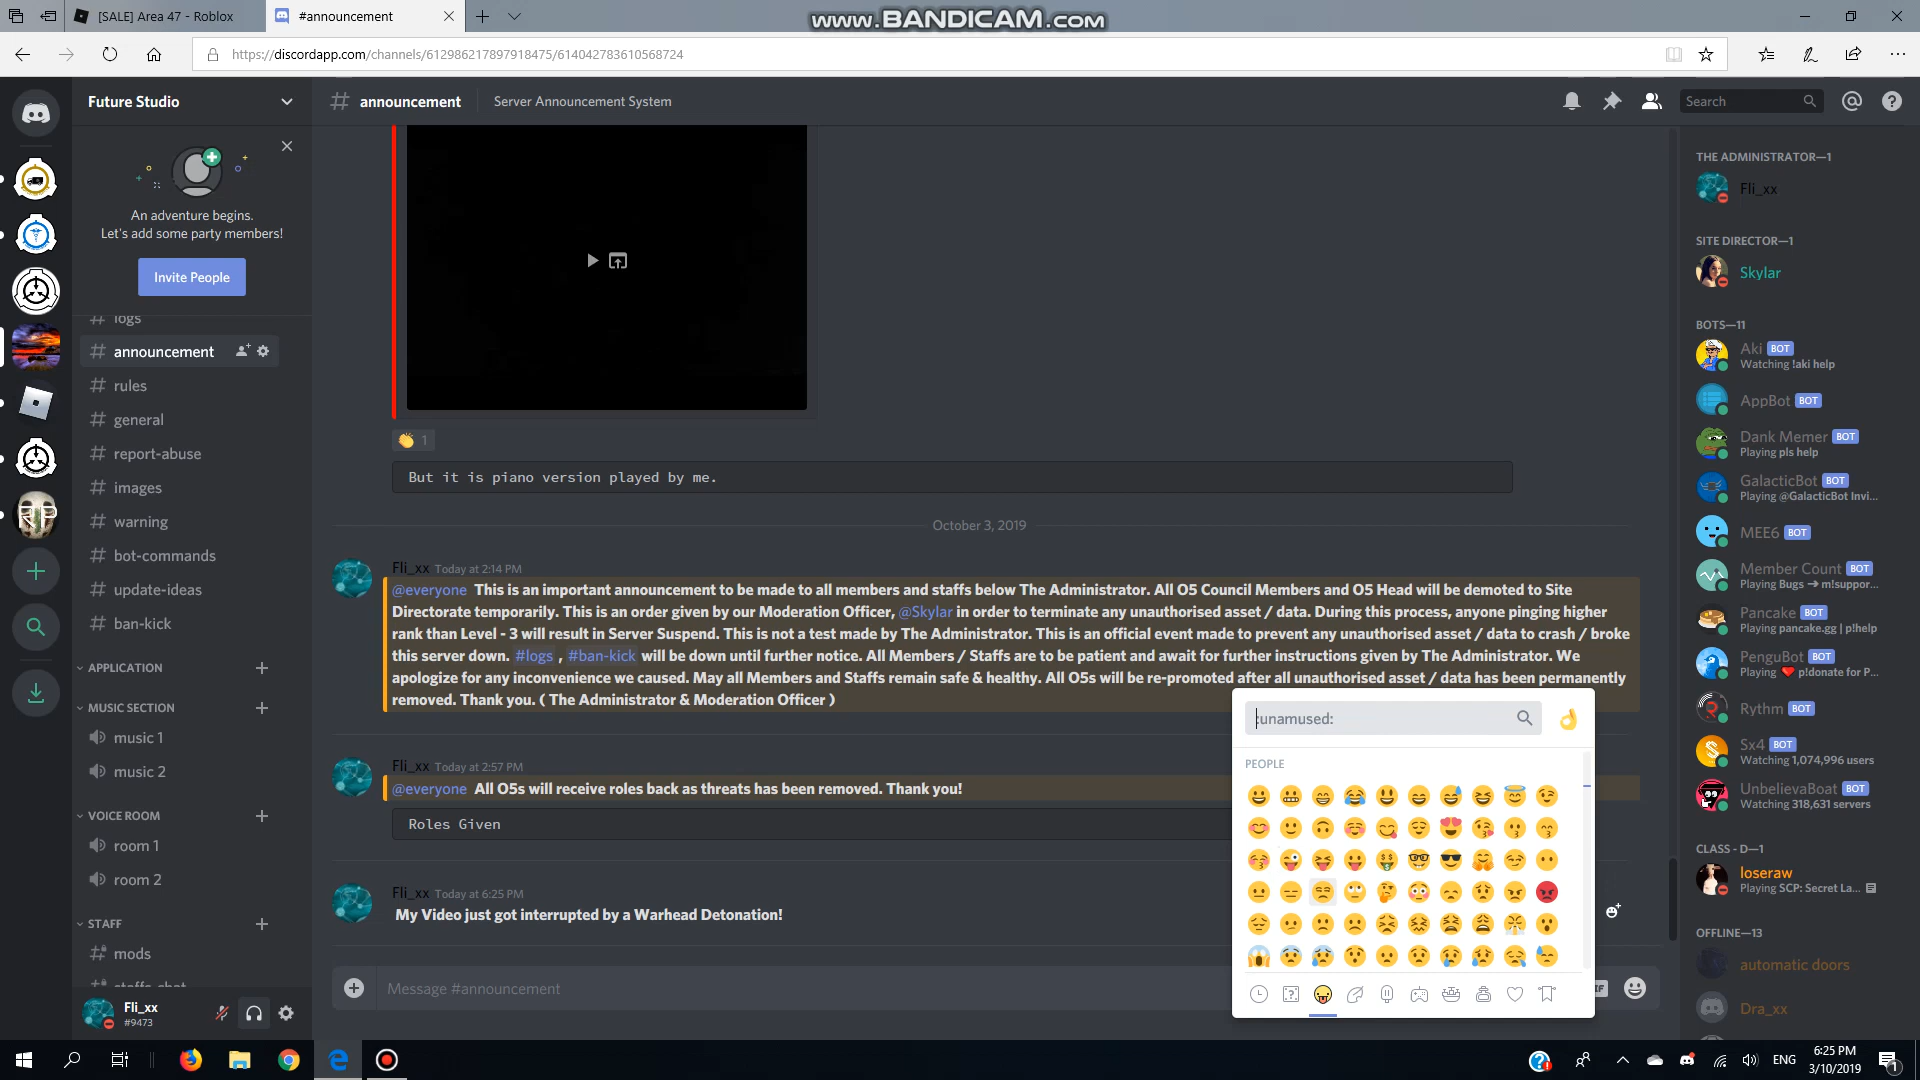 [SALE] Area 47 - Roblox
#announcement
www.BANDICAM.com
https://discordapp.com/channels/612986217897918475/614042783610568724
Future Studio
announcement
Server Announcement System
Search
An adventure begins.
Let's add some party members!
Invite People
logs
announcement
rules
general
report-abuse
images
warning
bot-commands
update-ideas
ban-kick
APPLICATION
MUSIC SECTION
music 1
music 2
VOICE ROOM
room 1
room 2
STAFF
mods
staffs-chat
Fli_xx
#9473
1
But it is piano version played by me.
October 3, 2019
Fli_xx Today at 2:14 PM
@everyone This is an important announcement to be made to all members and staffs below The Administrator. All O5 Council Members and O5 Head will be demoted to Site
Directorate temporarily. This is an order given by our Moderation Officer, @Skylar in order to terminate any unauthorised asset / data. During this process, anyone pinging higher
rank than Level - 3 will result in Server Suspend. This is not a test made by The Administrator. This is an official event made to prevent any unauthorised asset / data to crash / broke
this server down. #logs , #ban-kick will be down until further notice. All Members / Staffs are to be patient and await for further instructions given by The Administrator. We
apologize for any inconvenience we caused. May all Members and Staffs remain safe & healthy. All O5s will be re-promoted after all unauthorised asset / data has been permanently
removed. Thank you. ( The Administrator & Moderation Officer )
Fli_xx Today at 2:57 PM
@everyone All O5s will receive roles back as threats has been removed. Thank you!
Roles Given
Fli_xx Today at 6:25 PM
My Video just got interrupted by a Warhead Detonation!
Message #announcement
:unamused:
PEOPLE
THE ADMINISTRATOR—1
Fli_xx
SITE DIRECTOR—1
Skylar
BOTS—11
Aki BOT
Watching !aki help
AppBot BOT
Dank Memer BOT
Playing pls help
GalacticBot BOT
Playing @GalacticBot Invi...
MEE6 BOT
Member Count BOT
Playing Bugs ➔ m!suppor...
Pancake BOT
Playing pancake.gg | p!help
PenguBot BOT
Playing ❤️ p!donate for P...
Rythm BOT
Sx4 BOT
Watching 1,074,996 users
UnbelievaBoat BOT
Watching 318,631 servers
CLASS - D—1
loseraw
Playing SCP: Secret La...
OFFLINE—13
automatic doors
Dra_xx
ENG
6:25 PM
3/10/2019
1